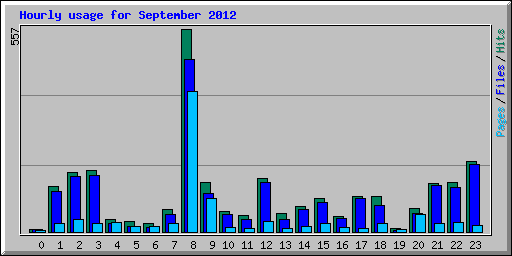 Hourly usage for September 2012
557
Pages / Files / Hits
0 1 2 3 4 5 6 7 8 9 10 11 12 13 14 15 16 17 18 19 20 21 22 23